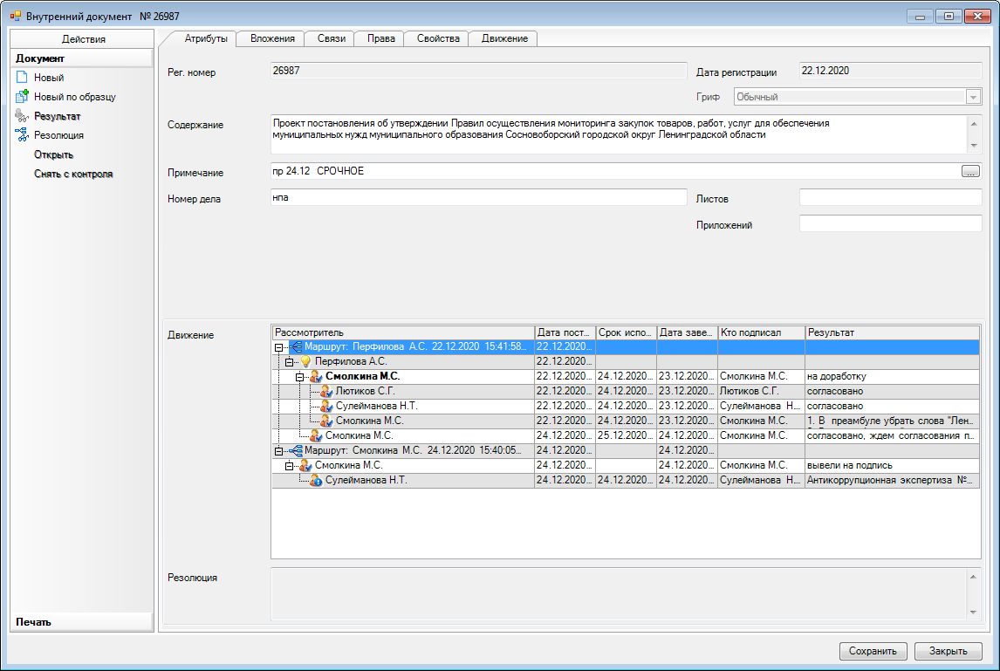 Внутренний документ № 26987
Действия
Документ
Новый
Новый по образцу
Результат
Резолюция
Открыть
Снять с контроля
Печать
Атрибуты Вложения Связи Права Свойства Движение
Рег. номер 26987 Дата регистрации 22.12.2020
Гриф Обычный
Содержание Проект постановления об утверждении Правил осуществления мониторинга закупок товаров, работ, услуг для обеспечения
муниципальных нужд муниципального образования Сосновоборский городской округ Ленинградской области
Примечание пр 24.12 СРОЧНОЕ ...
Номер дела нпа Листов
Приложений
Движение
Рассмотритель Дата пост... Срок испо... Дата заве... Кто подписал Результат
Маршрут: Перфилова А.С. 22.12.2020 15:41:58... 22.12.2020...
Перфилова А.С. 22.12.2020...
Смолкина М.С. 22.12.2020... 24.12.2020... 23.12.2020... Смолкина М.С. на доработку
Лютиков С.Г. 22.12.2020... 24.12.2020... 23.12.2020... Лютиков С.Г. согласовано
Сулейманова Н.Т. 22.12.2020... 24.12.2020... 23.12.2020... Сулейманова Н... согласовано
Смолкина М.С. 22.12.2020... 24.12.2020... 23.12.2020... Смолкина М.С. 1. В преамбуле убрать слова "Лен...
Смолкина М.С. 24.12.2020... 25.12.2020... 24.12.2020... Смолкина М.С. согласовано, ждем согласования п...
Маршрут: Смолкина М.С. 24.12.2020 15:40:05... 24.12.2020... 24.12.2020...
Смолкина М.С. 24.12.2020... 24.12.2020... Смолкина М.С. вывели на подпись
Сулейманова Н.Т. 24.12.2020... 24.12.2020... 24.12.2020... Сулейманова Н... Антикоррупционная экспертиза №...
Резолюция
Сохранить Закрыть